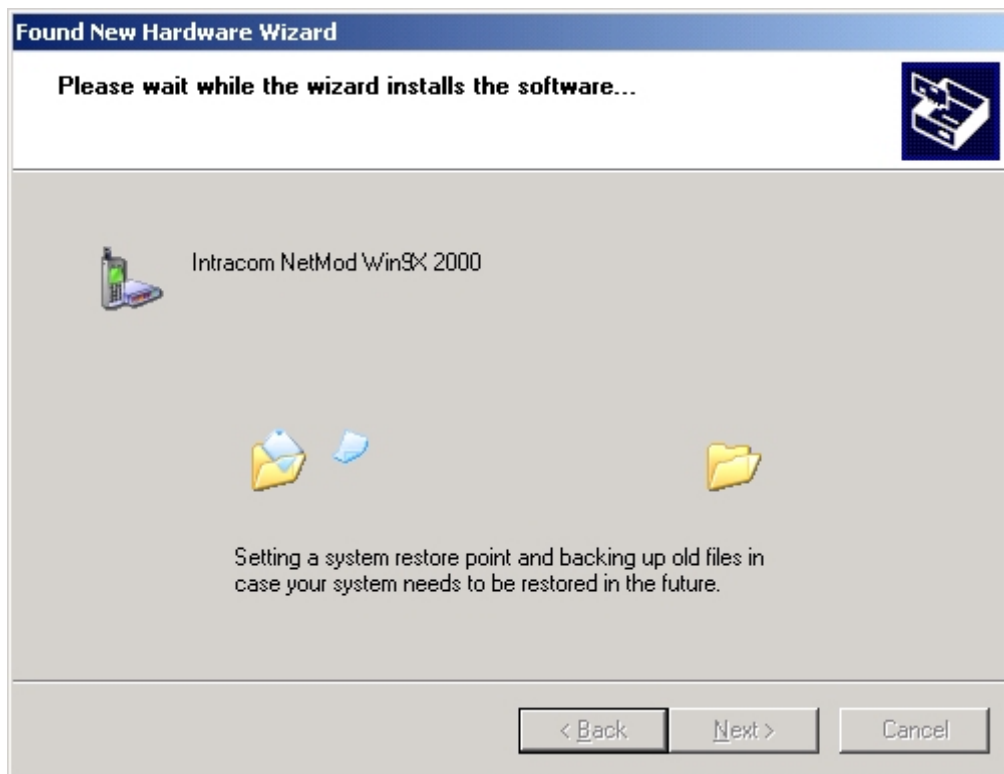 Found New Hardware Wizard
Please wait while the wizard installs the software...
Intracom NetMod Win9X 2000
Setting a system restore point and backing up old files in
case your system needs to be restored in the future.
< Back
Next >
Cancel